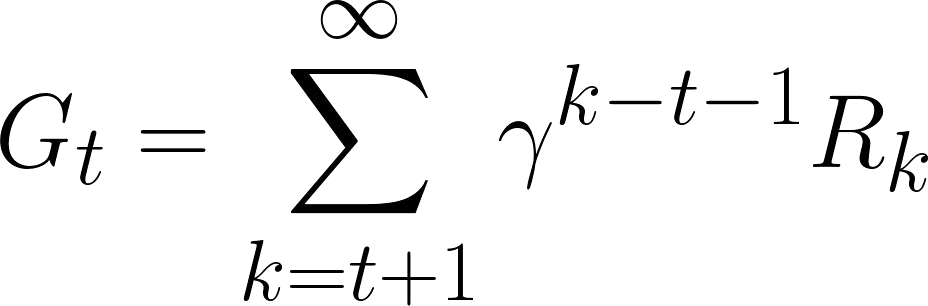 G_t = \sum_{k=t+1}^{\infty} \gamma^{k-t-1} R_k